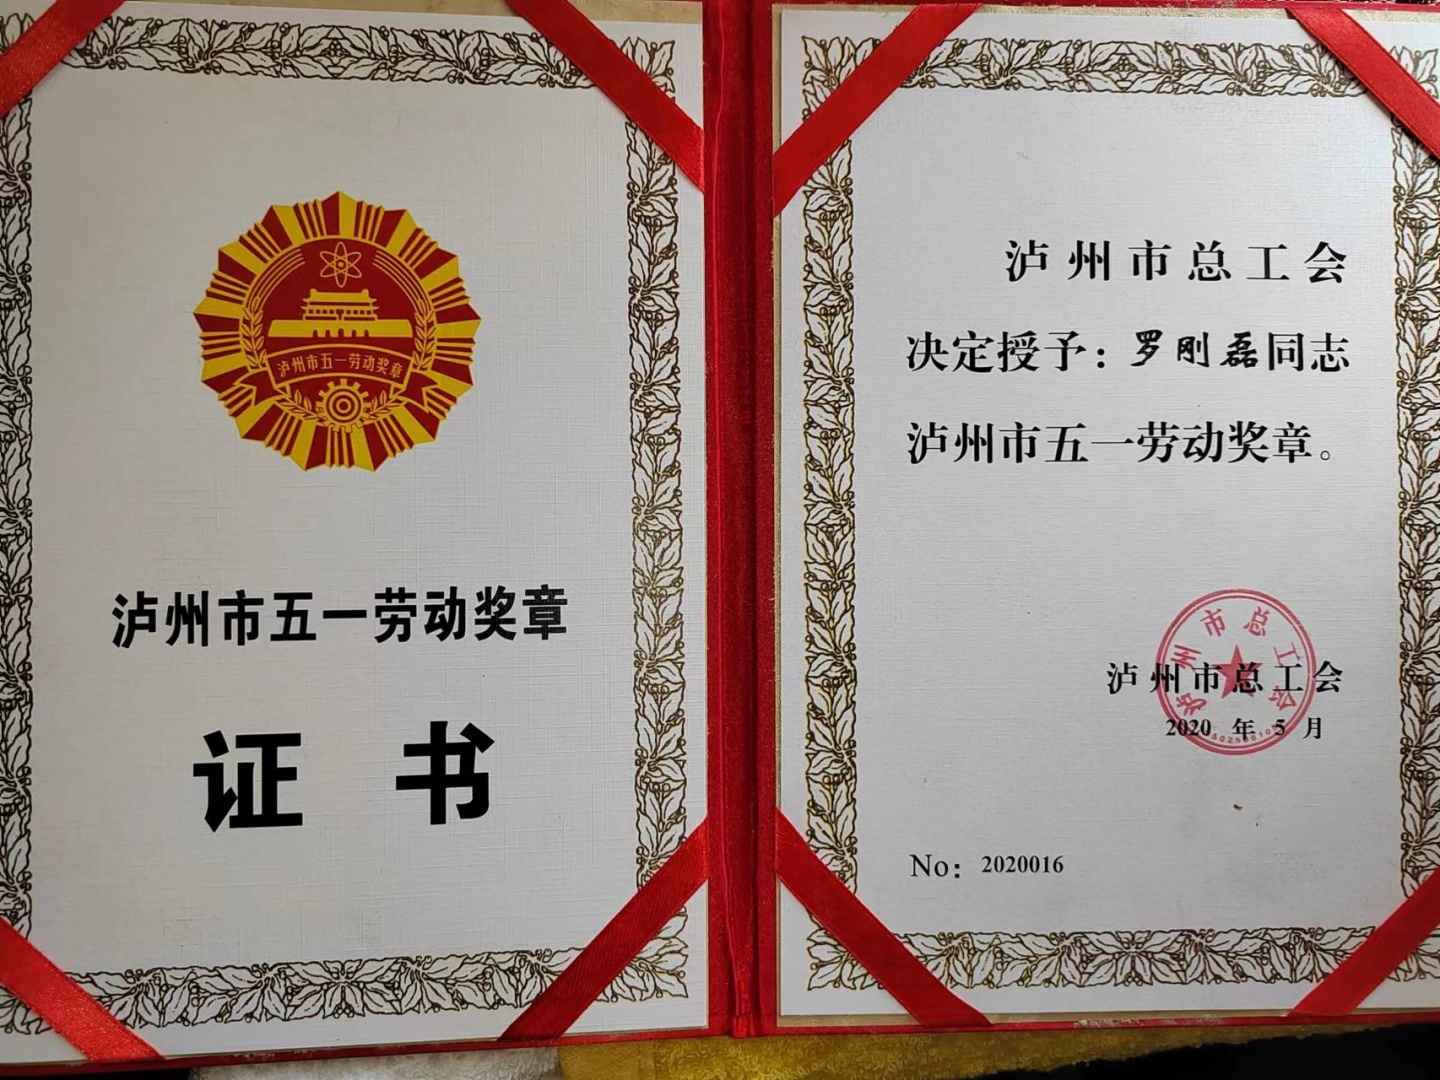 泸州市五一劳动奖章
泸州市五一劳动奖章
证书
泸州市总工会
决定授予：罗刚磊同志
泸州市五一劳动奖章。
泸州市总工会
泸州市总工会
2020 年 5 月
No：2020016